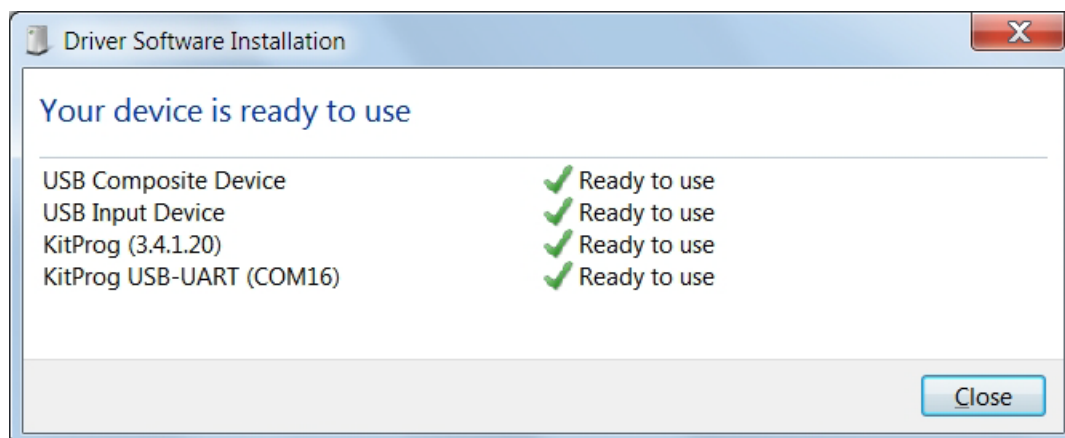 Driver Software Installation
X
Your device is ready to use
USB Composite Device Ready to use
USB Input Device Ready to use
KitProg (3.4.1.20) Ready to use
KitProg USB-UART (COM16) Ready to use
Close